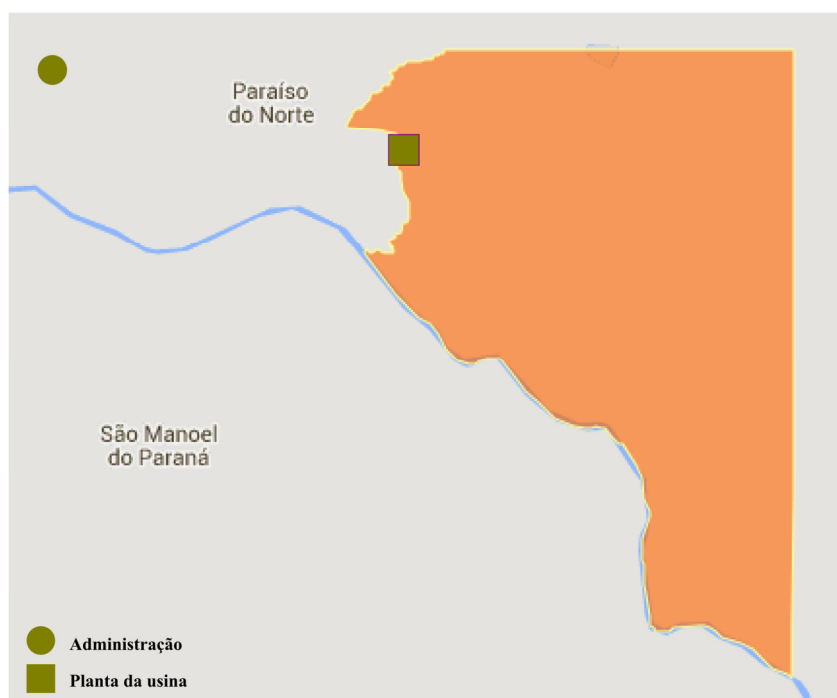 Paraíso
do Norte
São Manoel
do Paraná
Administração
Planta da usina